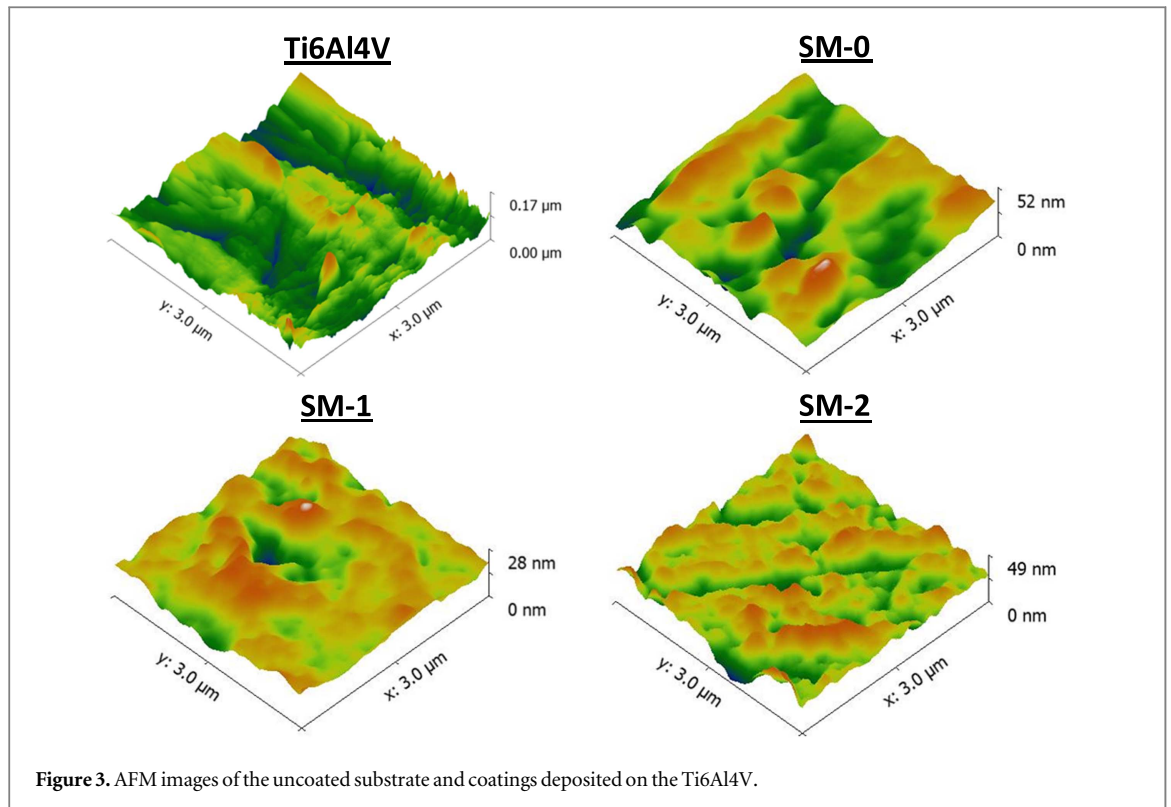 Ti6Al4V
0.17 µm
0.00 µm
y: 3.0 µm
x: 3.0 µm
SM-0
52 nm
0 nm
y: 3.0 µm
x: 3.0 µm
SM-1
28 nm
0 nm
y: 3.0 µm
x: 3.0 µm
SM-2
49 nm
0 nm
y: 3.0 µm
x: 3.0 µm
Figure 3. AFM images of the uncoated substrate and coatings deposited on the Ti6Al4V.